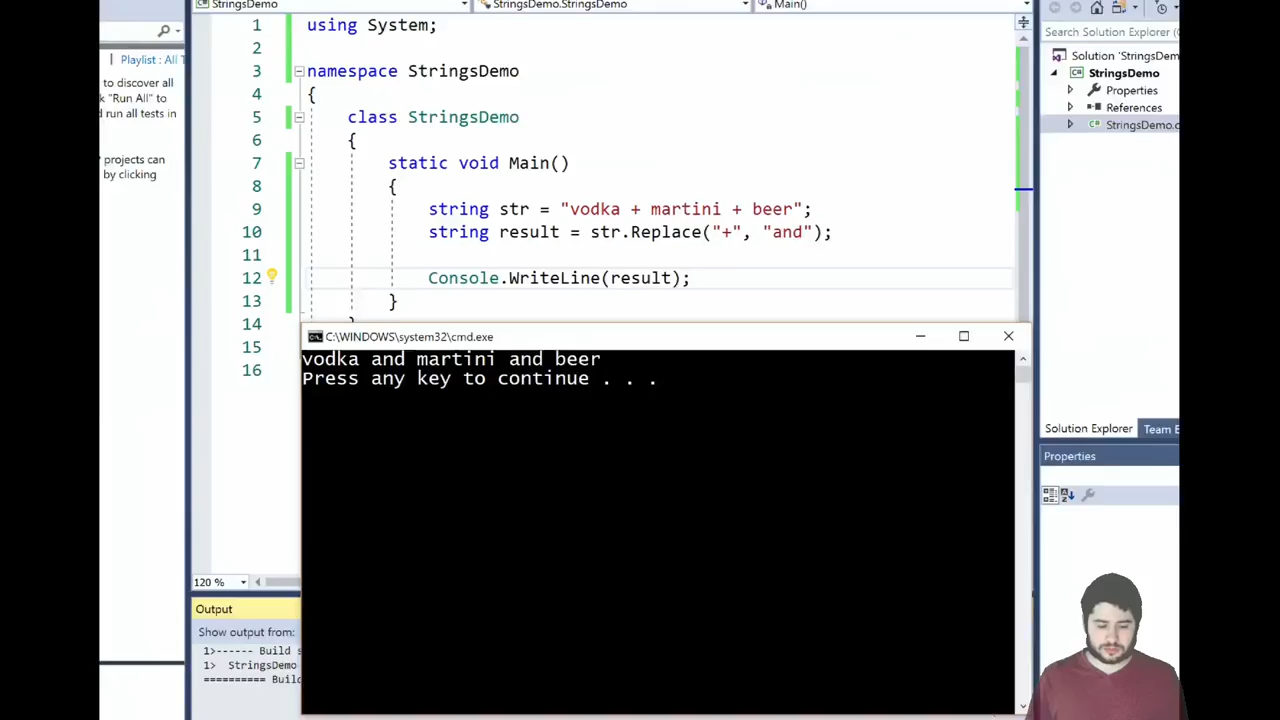 StringsDemo
StringsDemo.StringsDemo
Main()
Search Solution Explorer (C
Playlist : All T
to discover all
k "Run All" to
d run all tests in
projects can
by clicking
1 using System;
2
3 namespace StringsDemo
4 {
5 class StringsDemo
6 {
7 static void Main()
8 {
9 string str = "vodka + martini + beer";
10 string result = str.Replace("+", "and");
11
12 Console.WriteLine(result);
13 }
14 }
15
16
Solution 'StringsDem
StringsDemo
Properties
References
StringsDemo.c
C:\WINDOWS\system32\cmd.exe
vodka and martini and beer
Press any key to continue . . .
Solution Explorer
Team E
Properties
120 %
Output
Show output from:
1>------ Build s
1> StringsDemo
========== Buil